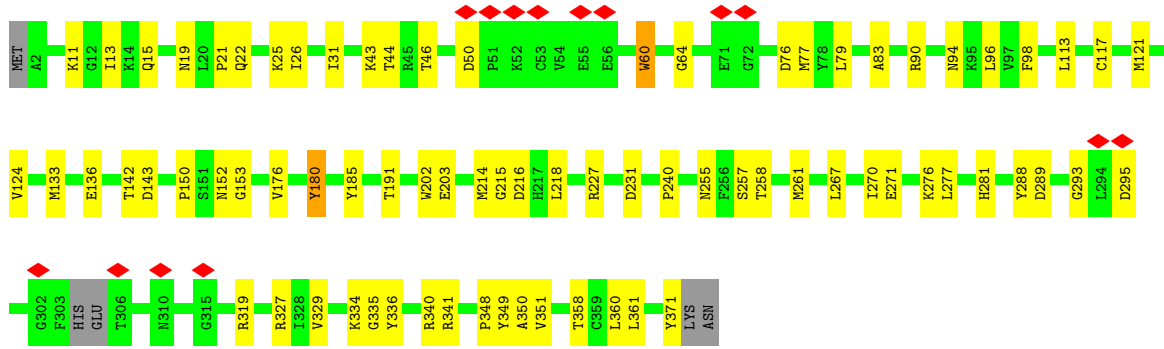 MET A2 K11 G12 I13 K14 Q15 N19 L20 P21 Q22 K25 I26 I31 K43 T44 R45 T46 D50 P51 K52 C53 V54 E55 E56 W60 G64 E71 G72 D76 M77 Y78 L79 A83 R90 N94 K95 L96 V97 F98 L113 C117 M121
V124 M133 E136 T142 D143 P150 S151 N152 G153 V176 Y180 Y185 T191 W202 E203 M214 G215 D216 H217 L218 R227 D231 P240 N255 F256 S257 T258 M261 L267 I270 E271 K276 L277 H281 Y288 D289 G293 L294 D295
G302 F303 HIS GLU T306 N310 G315 R319 R327 I328 V329 K334 G335 Y336 R340 R341 P348 Y349 A350 V351 T358 C359 L360 L361 Y371 LYS ASN